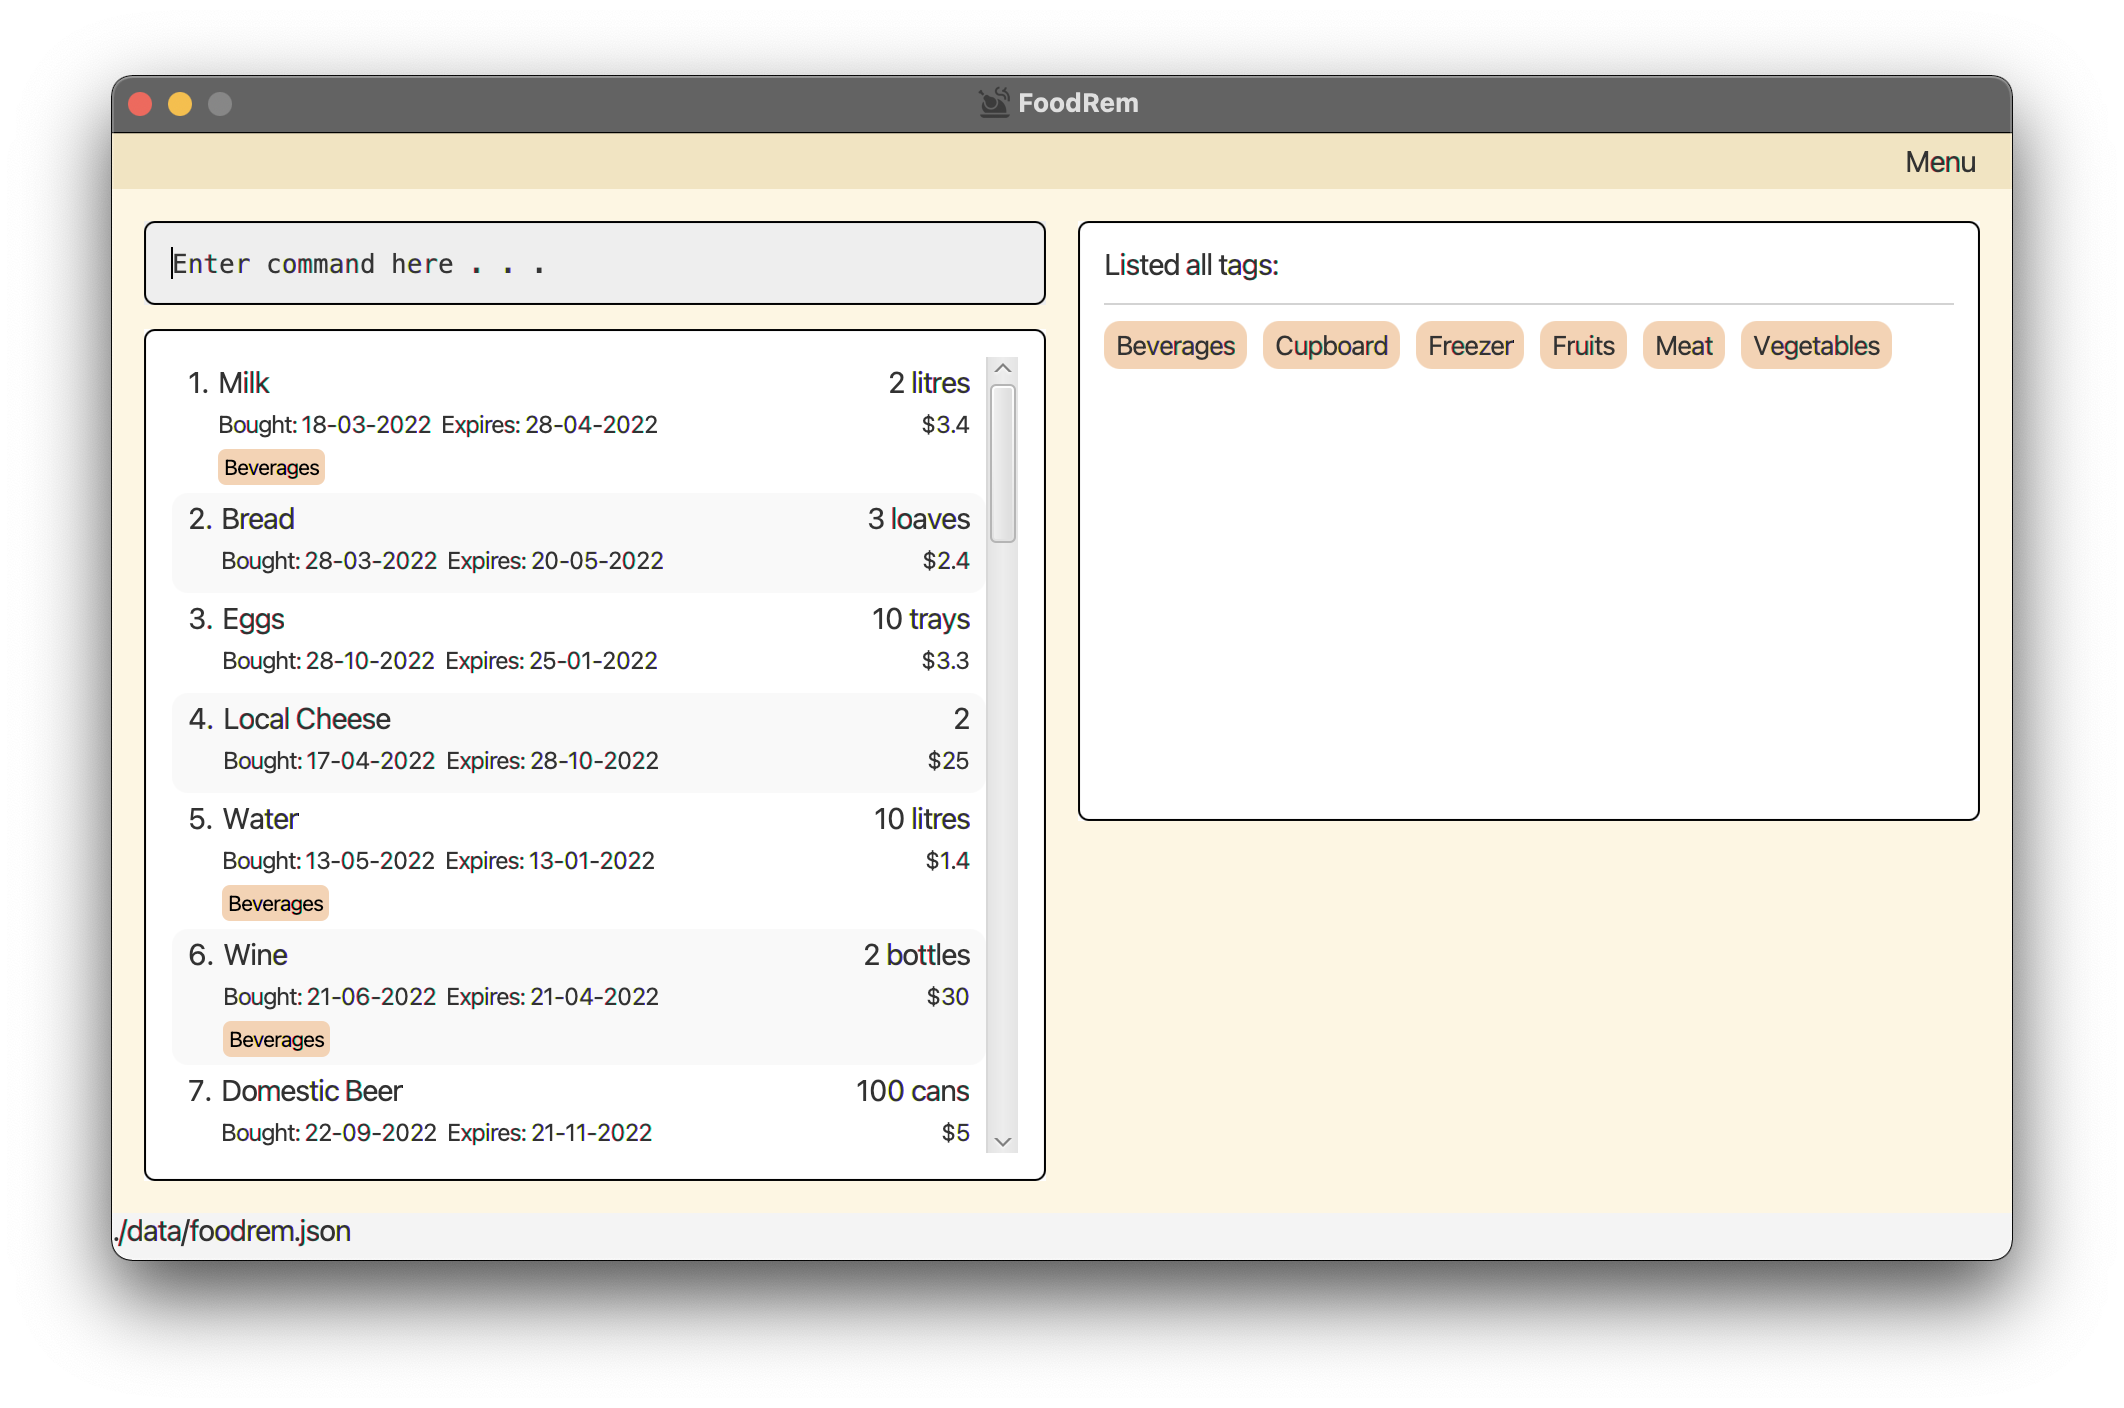 FoodRem
Menu
Enter command here . . .
1. Milk 2 litres
Bought: 18-03-2022 Expires: 28-04-2022 $3.4
Beverages
2. Bread 3 loaves
Bought: 28-03-2022 Expires: 20-05-2022 $2.4
3. Eggs 10 trays
Bought: 28-10-2022 Expires: 25-01-2022 $3.3
4. Local Cheese 2
Bought: 17-04-2022 Expires: 28-10-2022 $25
5. Water 10 litres
Bought: 13-05-2022 Expires: 13-01-2022 $1.4
Beverages
6. Wine 2 bottles
Bought: 21-06-2022 Expires: 21-04-2022 $30
Beverages
7. Domestic Beer 100 cans
Bought: 22-09-2022 Expires: 21-11-2022 $5
Listed all tags:
Beverages Cupboard Freezer Fruits Meat Vegetables
./data/foodrem.json